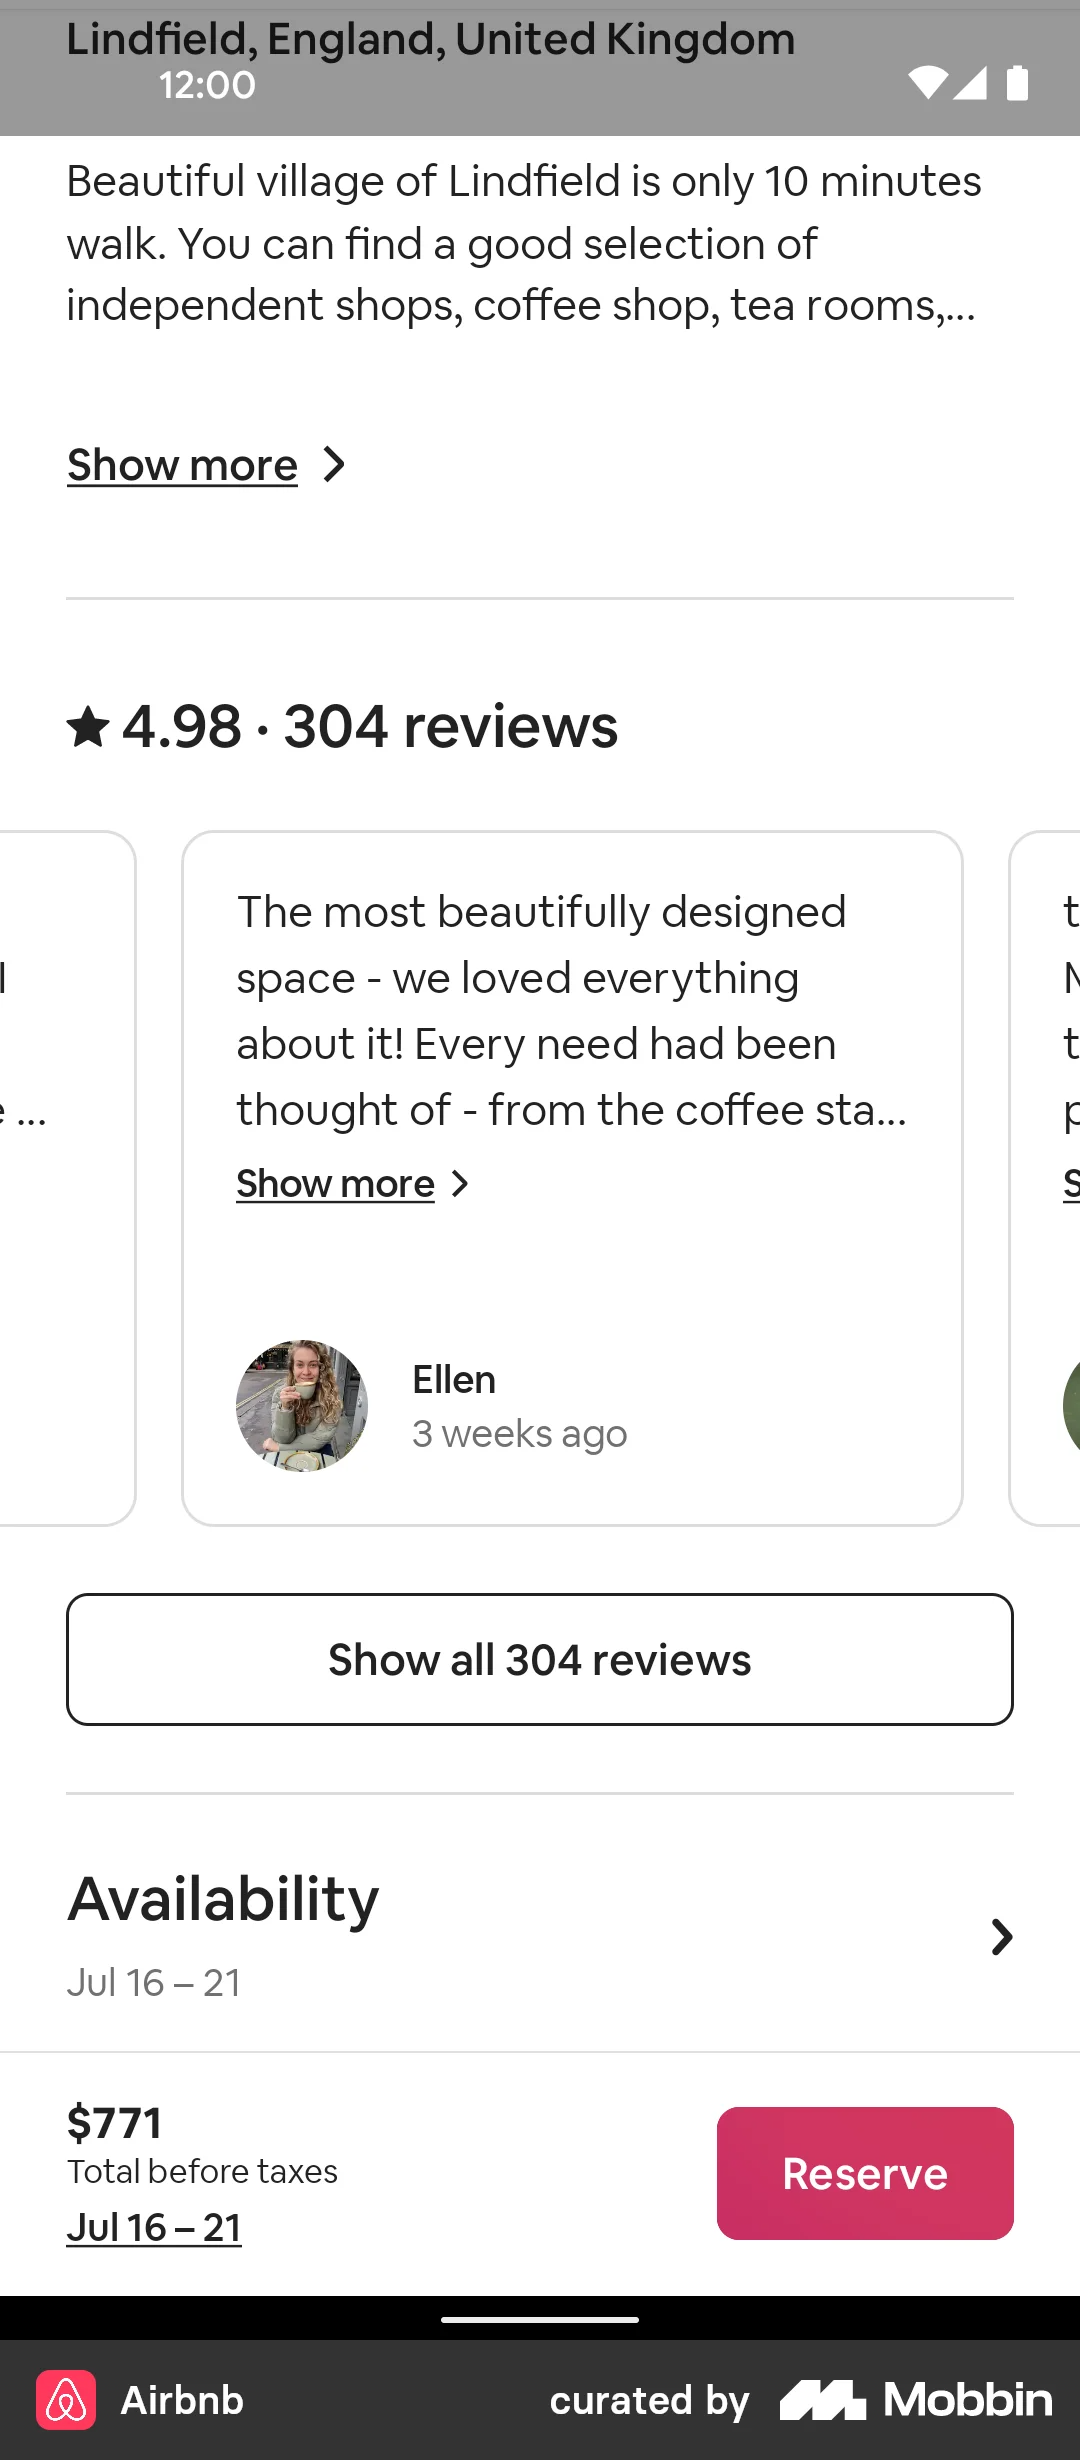 Lindfield, England, United Kingdom
12:00
Beautiful village of Lindfield is only 10 minutes
walk. You can find a good selection of
independent shops, coffee shop, tea rooms,...
Show more
4.98 · 304 reviews
The most beautifully designed
space - we loved everything
about it! Every need had been
thought of - from the coffee sta...
Show more
Ellen
3 weeks ago
Show all 304 reviews
Availability
Jul 16 – 21
$771
Total before taxes
Jul 16 – 21
Reserve
Airbnb
curated by Mobbin